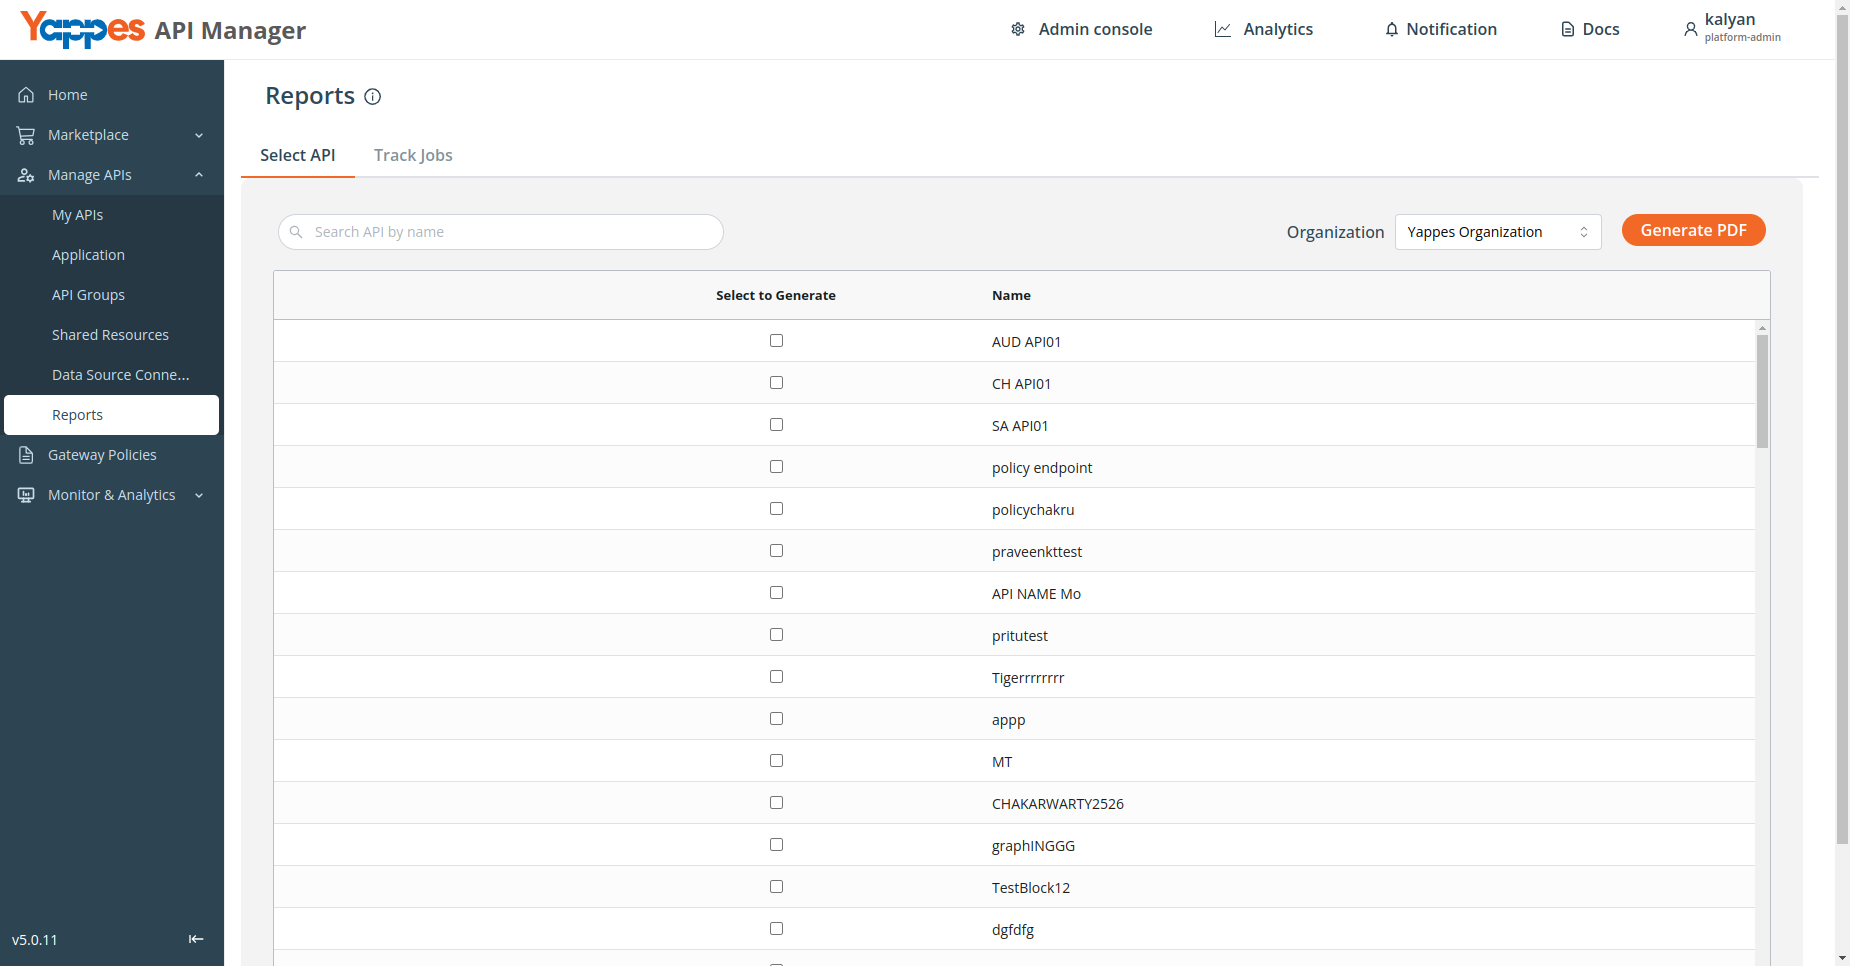 Yappes API Manager
Admin console
Analytics
Notification
Docs
kalyan
platform-admin
Home
Marketplace
Manage APIs
My APIs
Application
API Groups
Shared Resources
Data Source Conne...
Reports
Gateway Policies
Monitor & Analytics
v5.0.11
Reports
Select API
Track Jobs
Search API by name
Organization
Yappes Organization
Generate PDF
Select to Generate
Name
AUD API01
CH API01
SA API01
policy endpoint
policychakru
praveenkttest
API NAME Mo
pritutest
Tigerrrrrrrr
appp
MT
CHAKARWARTY2526
graphINGGG
TestBlock12
dgfdfg